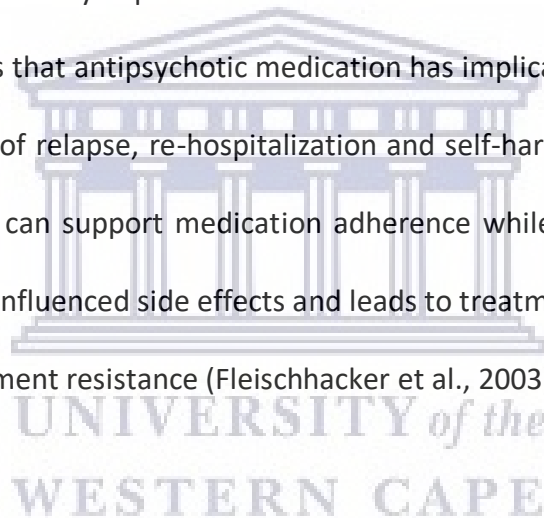 s that antipsychotic medication has implica
of relapse, re-hospitalization and self-har
can support medication adherence while
nfluenced side effects and leads to treatm
ment resistance (Fleischhacker et al., 2003
UNIVERSITY of the
WESTERN CAPE